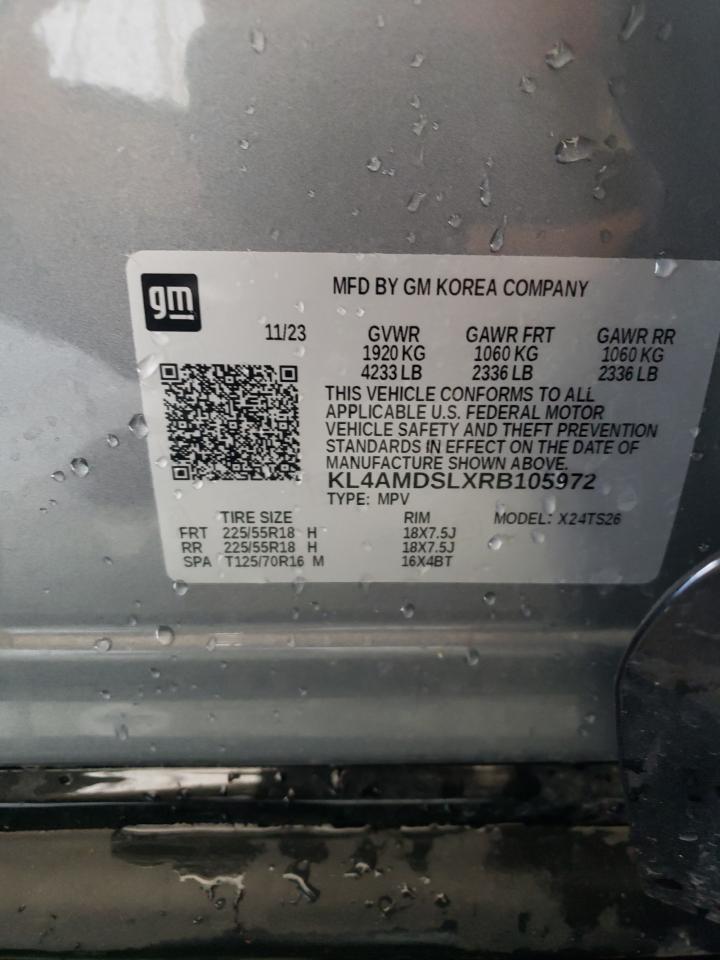 gm
MFD BY GM KOREA COMPANY
11/23 GVWR GAWR FRT GAWR RR
1920 KG 1060 KG 1060 KG
4233 LB 2336 LB 2336 LB
THIS VEHICLE CONFORMS TO ALL
APPLICABLE U.S. FEDERAL MOTOR
VEHICLE SAFETY AND THEFT PREVENTION
STANDARDS IN EFFECT ON THE DATE OF
MANUFACTURE SHOWN ABOVE.
KL4AMDSLXRB105972
TYPE: MPV
TIRE SIZE RIM MODEL: X24TS26
FRT 225/55R18 H 18X7.5J
RR 225/55R18 H 18X7.5J
SPA T125/70R16 M 16X4BT